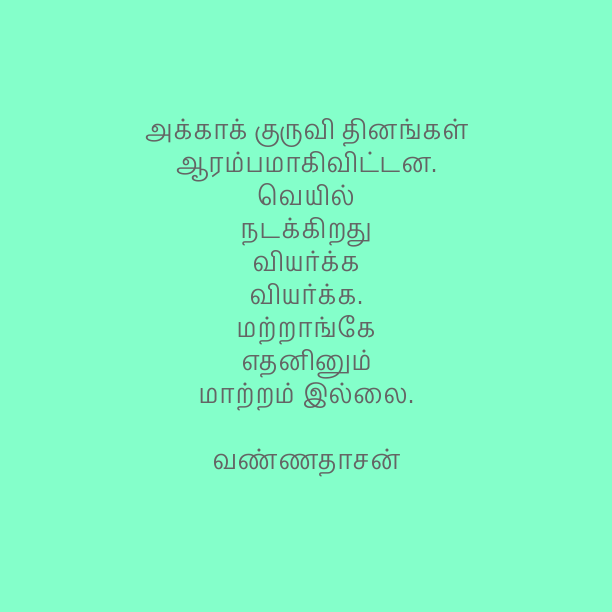 அக்காக் குருவி தினங்கள்
ஆரம்பமாகிவிட்டன.
வெயில்
நடக்கிறது
வியர்க்க
வியர்க்க.
மற்றாங்கே
எதனினும்
மாற்றம் இல்லை.
வண்ணதாசன்